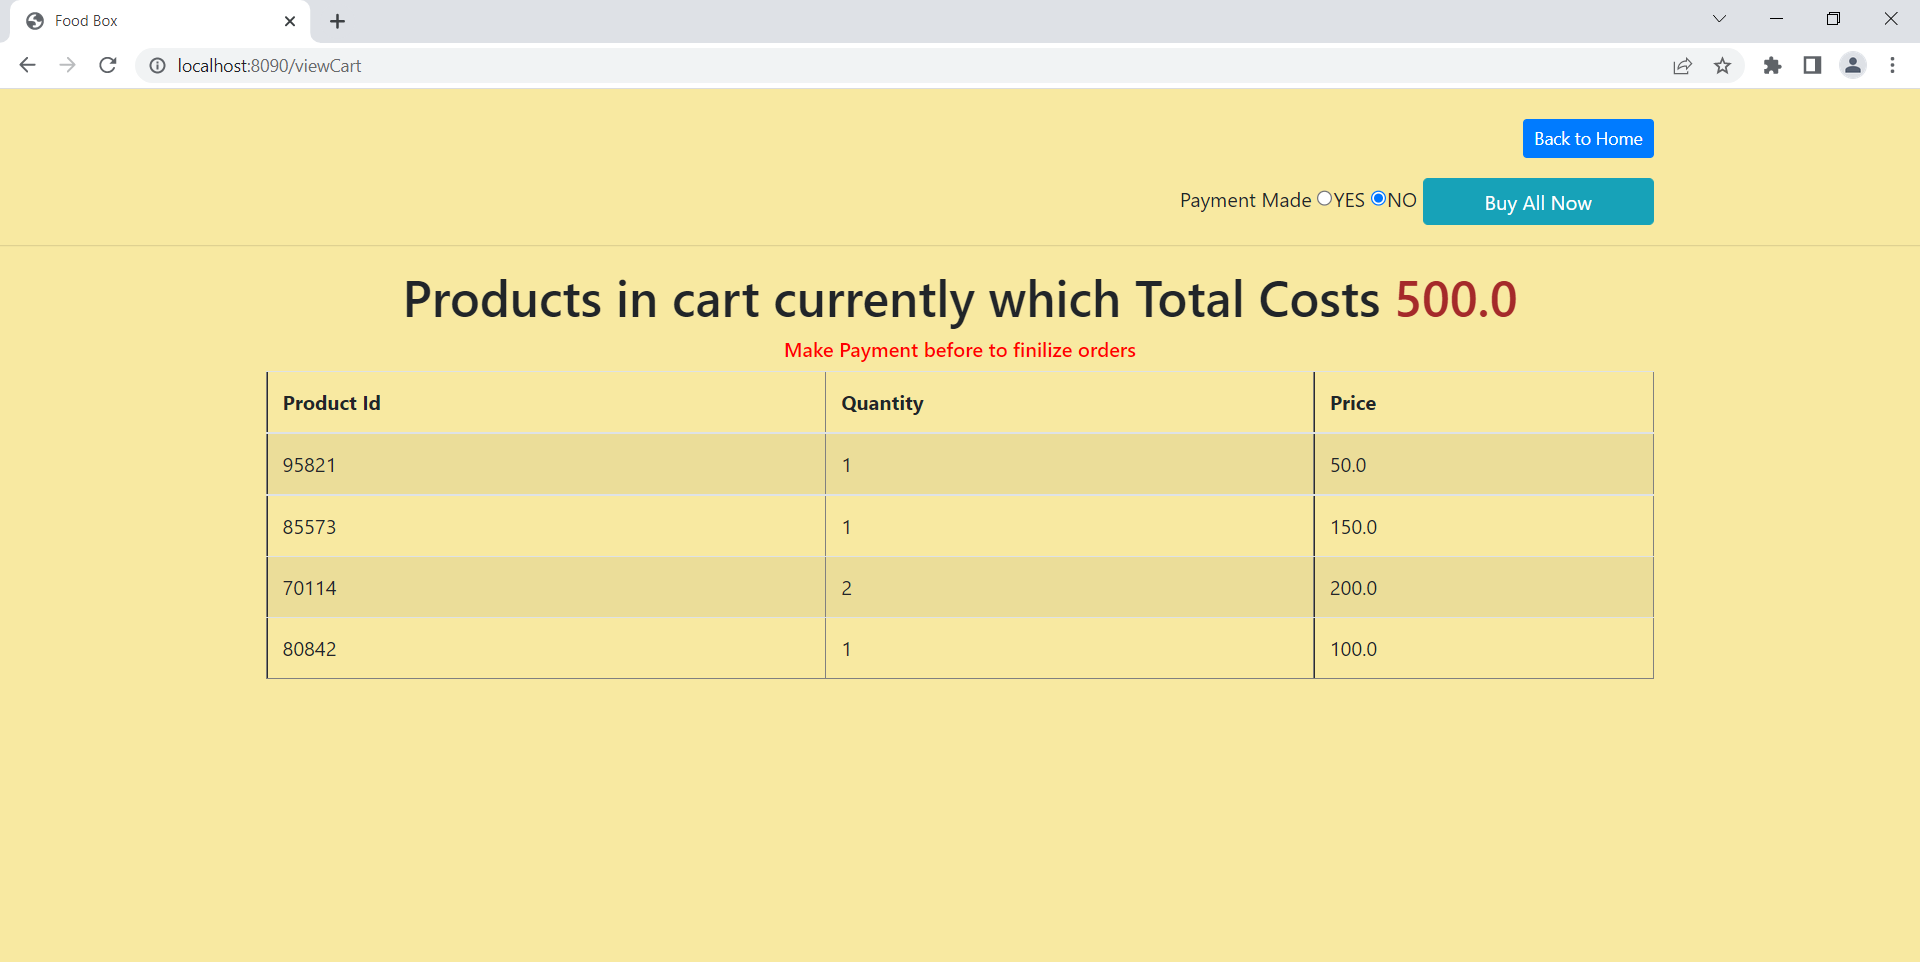 Food Box
localhost:8090/viewCart
Back to Home
Payment Made YES NO Buy All Now
Products in cart currently which Total Costs 500.0
Make Payment before to finilize orders
Product Id Quantity Price
95821 1 50.0
85573 1 150.0
70114 2 200.0
80842 1 100.0